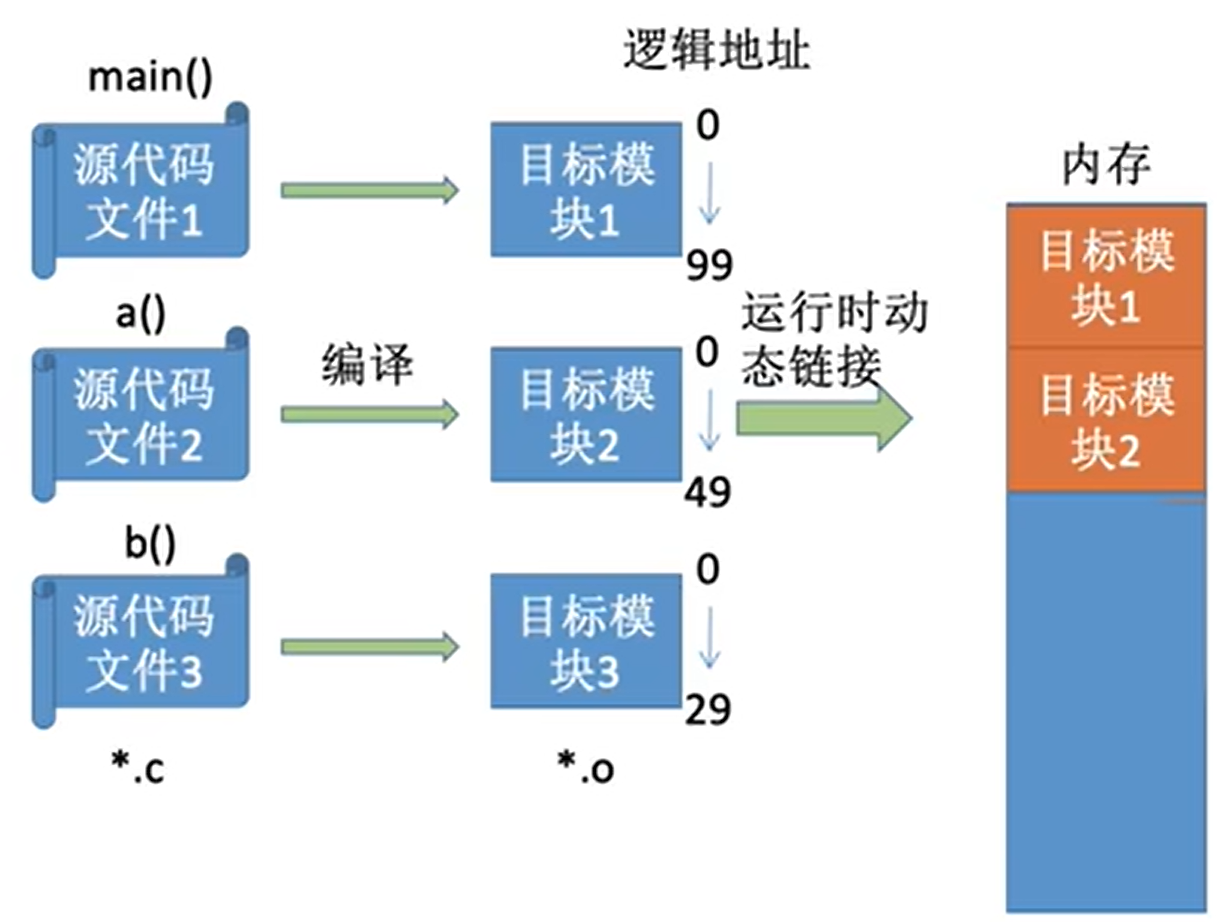 逻辑地址
main()
源代码
文件1
目标模
块1
0
99
内存
目标模
块1
目标模
块2
a()
源代码
文件2
编译
目标模
块2
0
49
运行时动
态链接
b()
源代码
文件3
目标模
块3
0
29
*.c
*.o